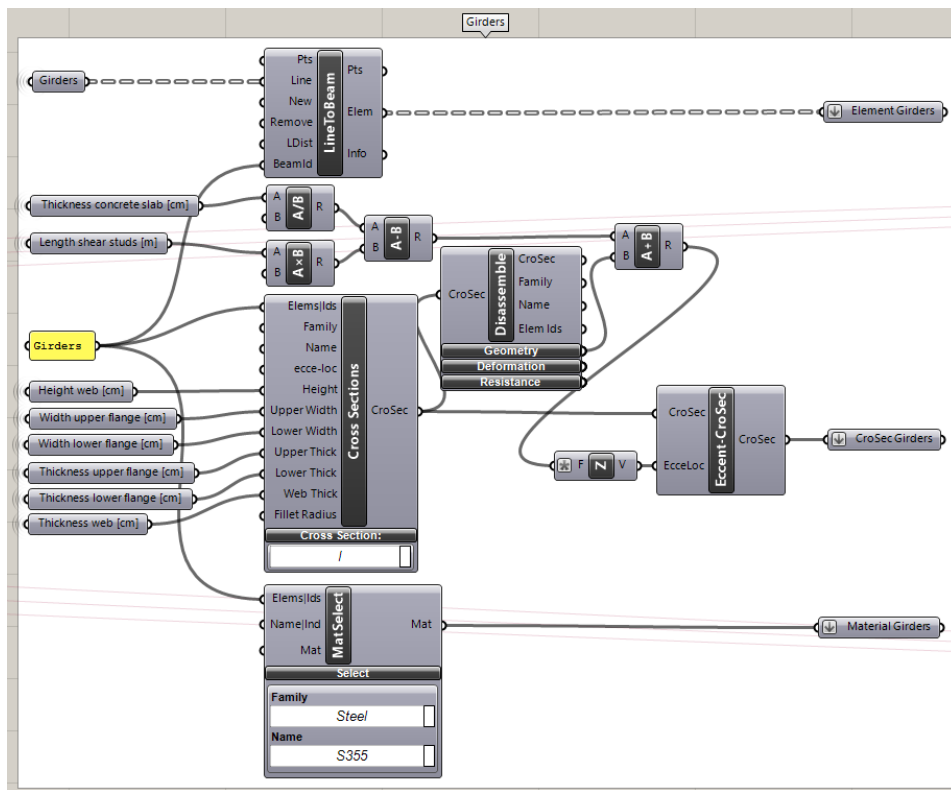 Girders
Girders
Pts
Line
New
Remove
LDist
BeamId
LineToBeam
Pts
Elem
Info
Element Girders
Thickness concrete slab [cm]
A
B
A/B
R
Length shear studs [m]
A
B
A×B
R
A
B
A-B
R
A
B
A+B
R
CroSec
Disassemble
CroSec
Family
Name
Elem Ids
Geometry
Deformation
Resistance
Girders
Elems|Ids
Family
Name
ecce-loc
Height
Upper Width
Lower Width
Upper Thick
Lower Thick
Web Thick
Fillet Radius
Cross Sections
CroSec
Cross Section:
I
Height web [cm]
Width upper flange [cm]
Width lower flange [cm]
Thickness upper flange [cm]
Thickness lower flange [cm]
Thickness web [cm]
F
Z
V
CroSec
EcceLoc
Eccent-CroSec
CroSec
CroSec Girders
Elems|Ids
Name|Ind
Mat
MatSelect
Mat
Select
Family
Steel
Name
S355
Material Girders